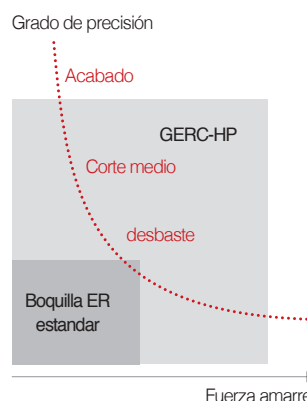 Grado de precisión
Acabado
GERC-HP
Corte medio
desbaste
Boquilla ER
estandar
Fuerza amarre